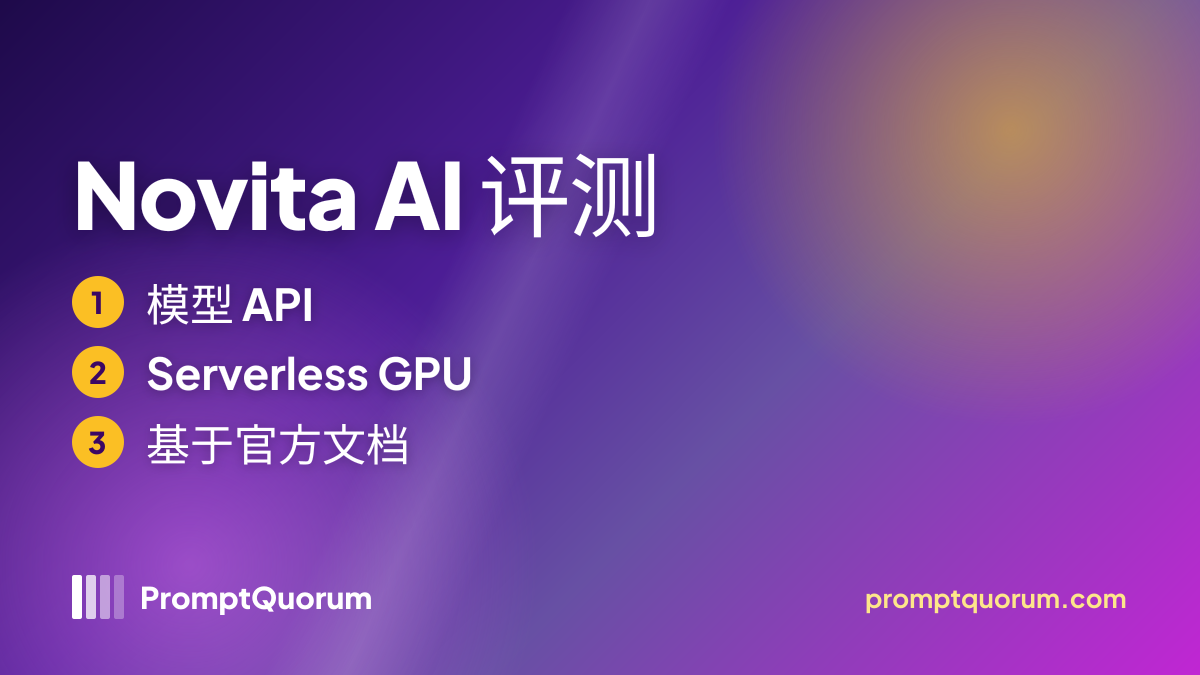 Novita AI 评测
1 模型 API
2 Serverless GPU
3 基于官方文档
PromptQuorum
promptquorum.com